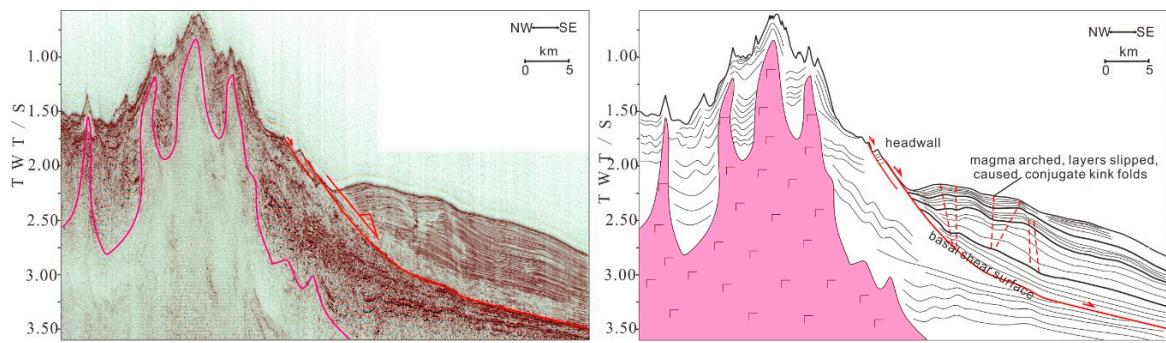 NW SE
km
0 5
1.00
1.50
2.00
2.50
3.00
3.50
TWT/S
NW SE
km
0 5
1.00
1.50
2.00
2.50
3.00
3.50
TWT/S
headwall
magma arched, layers slipped,
caused, conjugate kink folds
basal shear surface